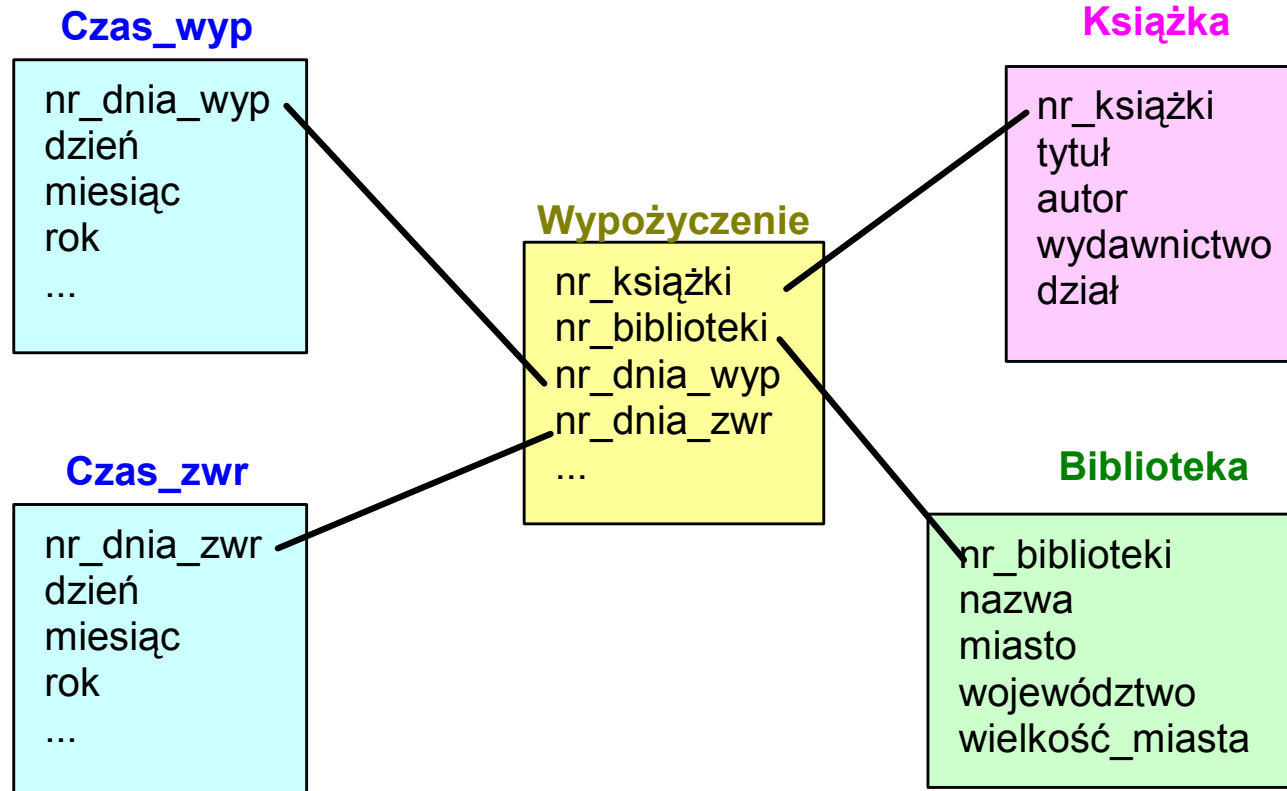 Czas_wyp
nr_dnia_wyp
dzień
miesiąc
rok
...
Czas_zwr
nr_dnia_zwr
dzień
miesiąc
rok
...
Wypożyczenie
nr_książki
nr_biblioteki
nr_dnia_wyp
nr_dnia_zwr
...
Książka
nr_książki
tytuł
autor
wydawnictwo
dział
Biblioteka
nr_biblioteki
nazwa
miasto
województwo
wielkość_miasta